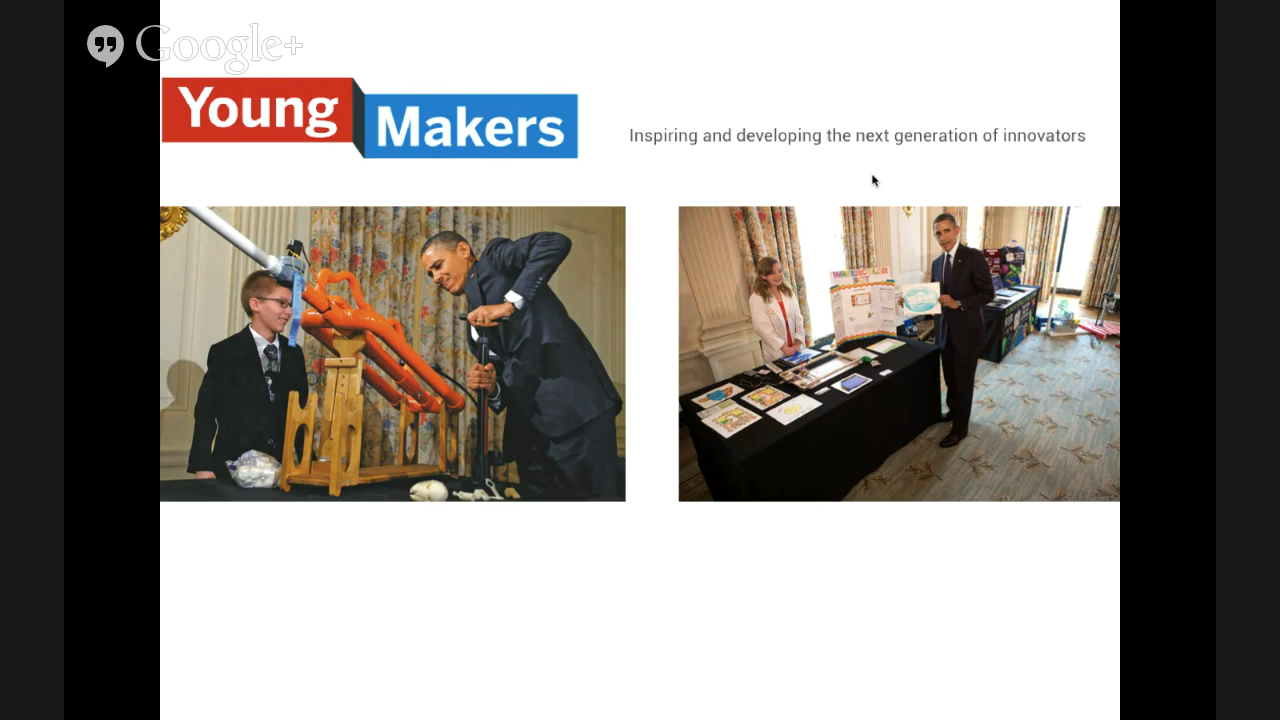 Google+
Young
Makers
Inspiring and developing the next generation of innovators